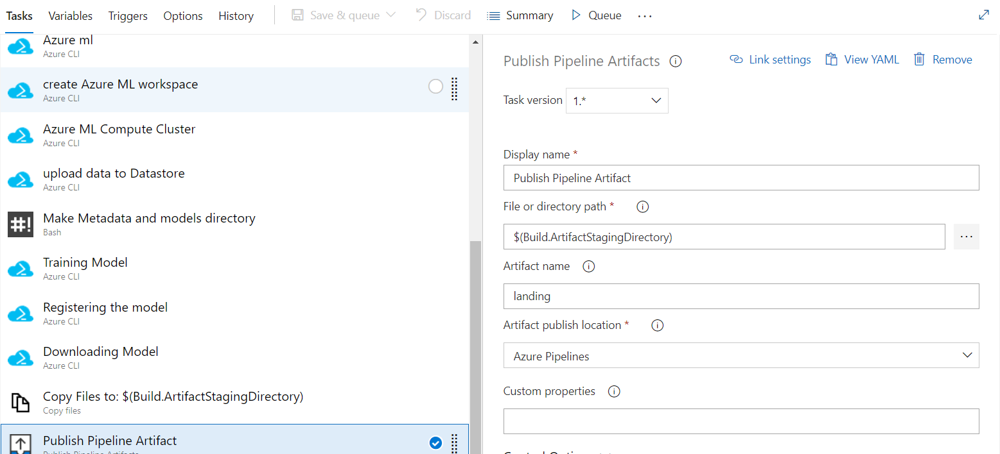 Tasks Variables Triggers Options History Save & queue Discard Summary Queue ...
Azure ml
Azure CLI
create Azure ML workspace
Azure CLI
Azure ML Compute Cluster
Azure CLI
upload data to Datastore
Azure CLI
#! Make Metadata and models directory
Bash
Training Model
Azure CLI
Registering the model
Azure CLI
Downloading Model
Azure CLI
Copy Files to: $(Build.ArtifactStagingDirectory)
Copy files
Publish Pipeline Artifact
Publish Pipeline Artifacts
Publish Pipeline Artifacts Link settings View YAML Remove
Task version 1.*
Display name *
Publish Pipeline Artifact
File or directory path *
$(Build.ArtifactStagingDirectory) ...
Artifact name
landing
Artifact publish location *
Azure Pipelines
Custom properties